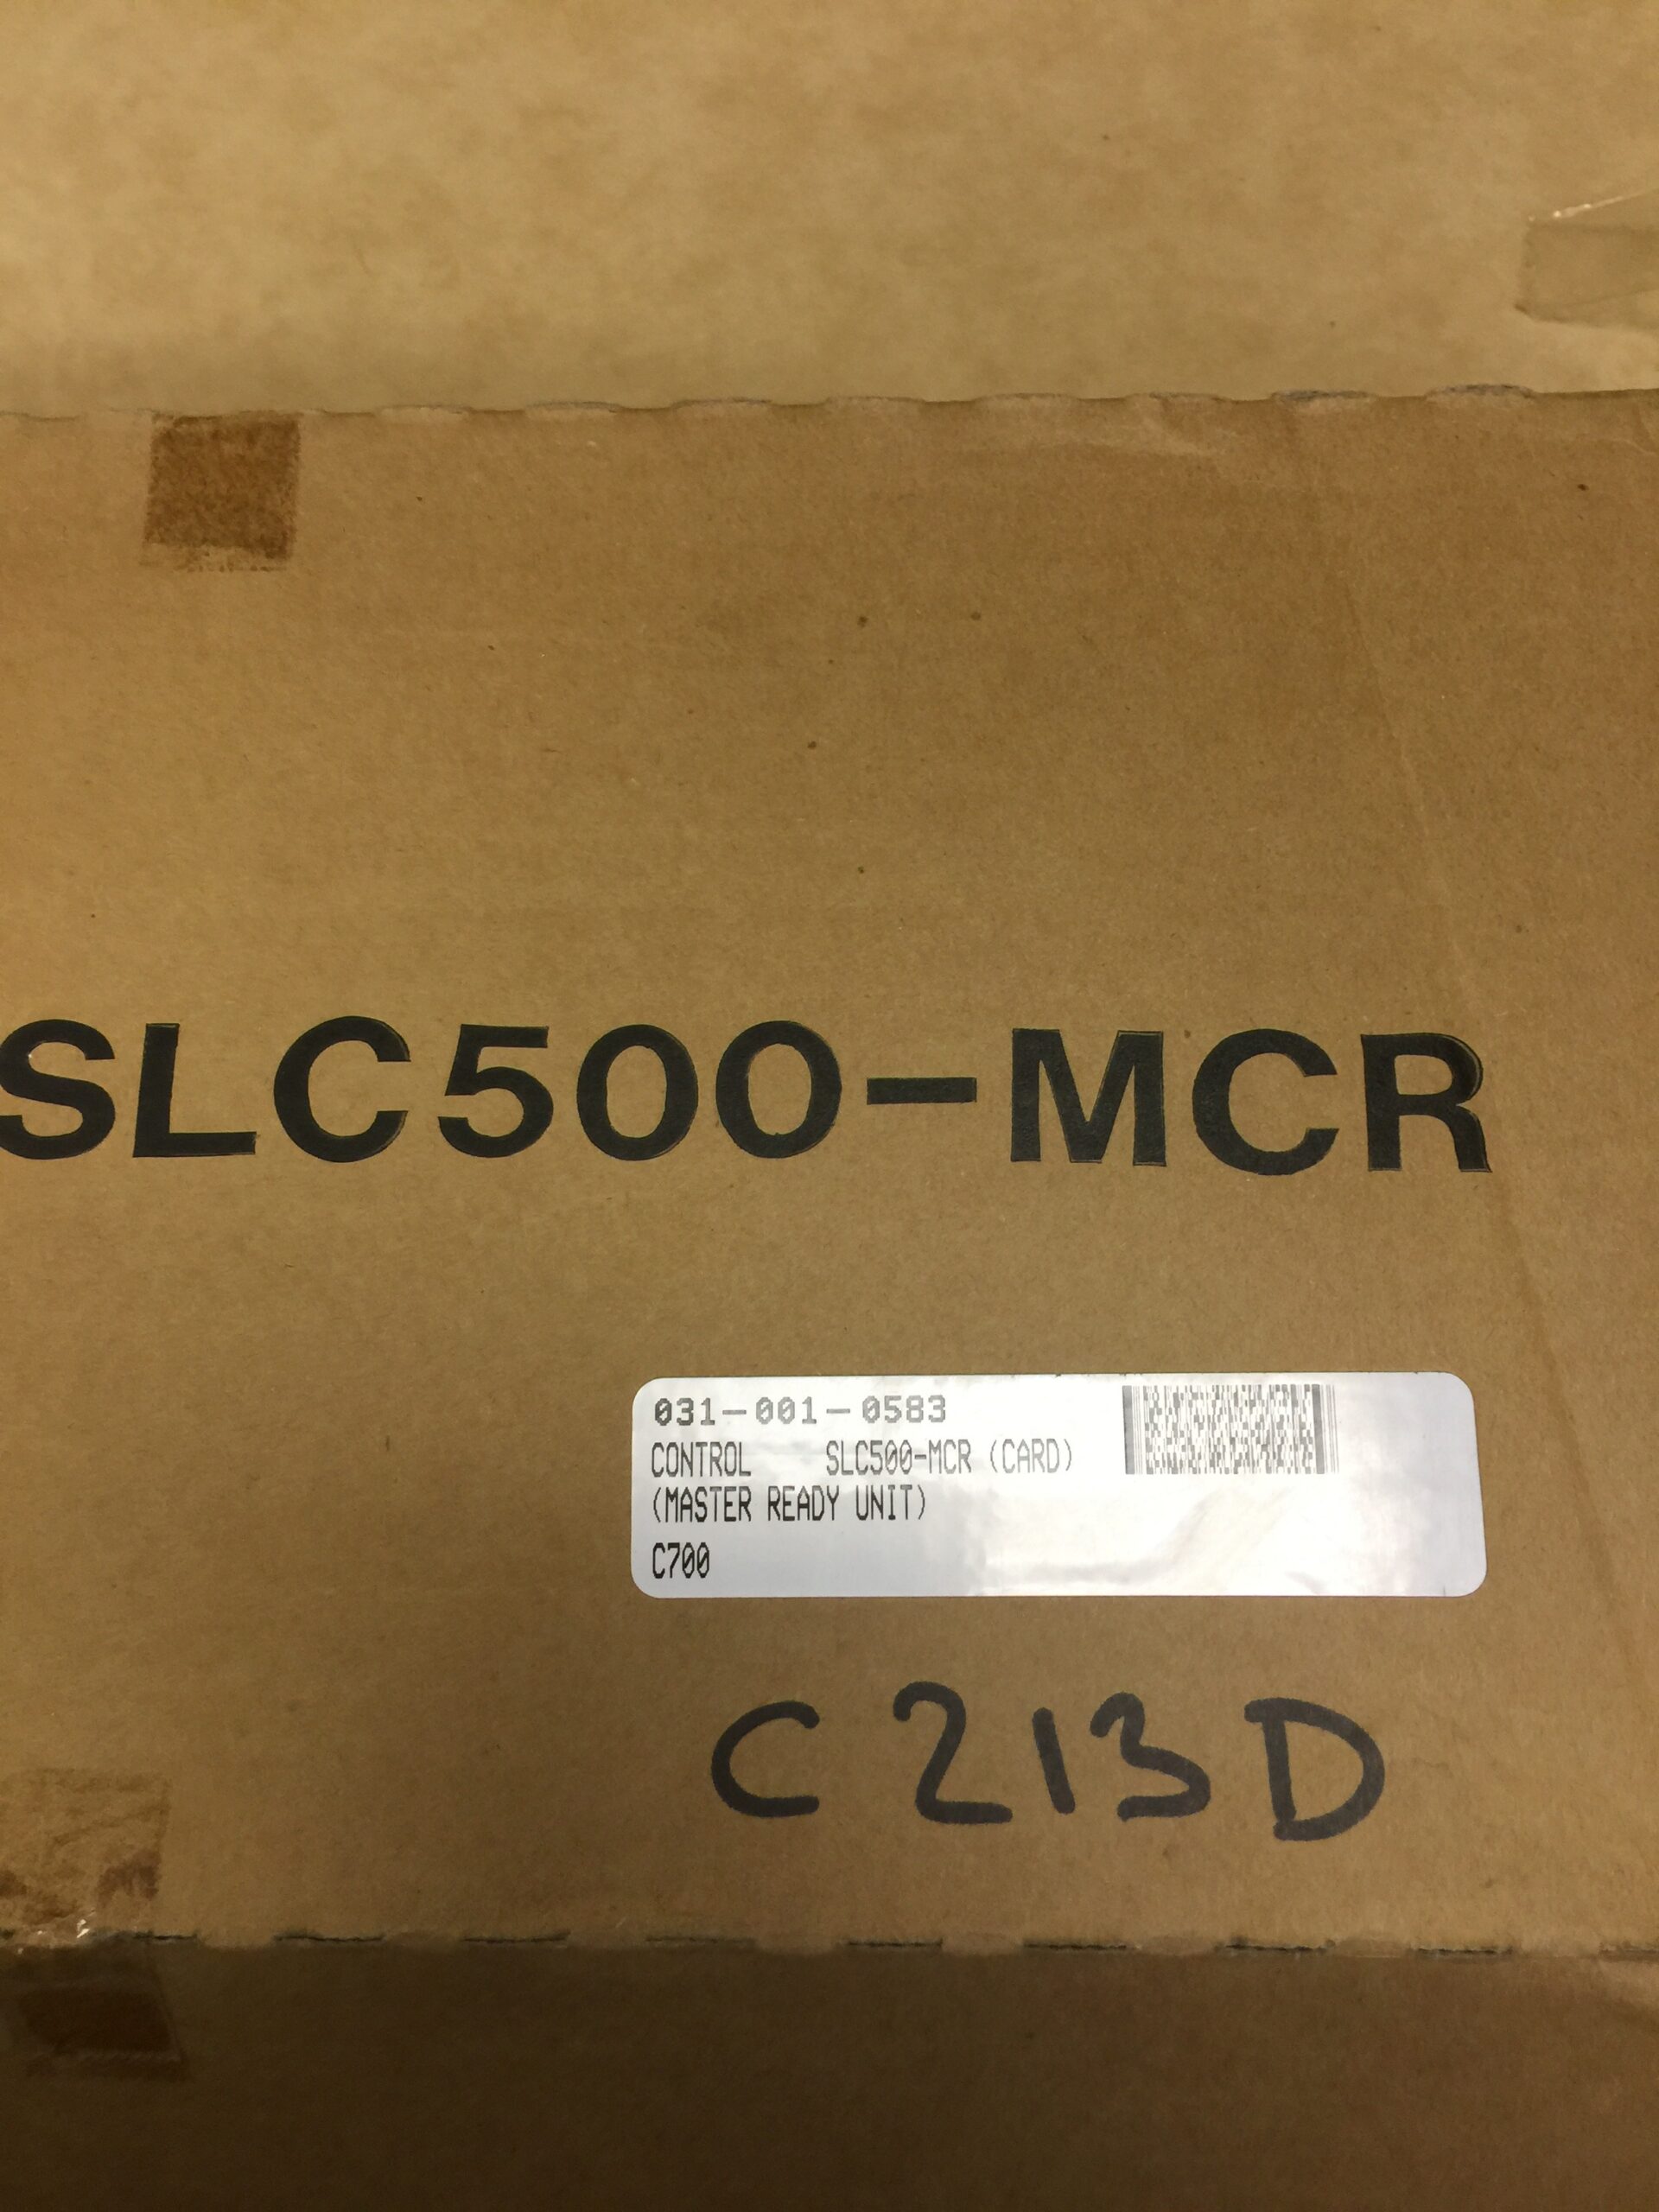 SLC500-MCR
031-001-0583
CONTROL SLC500-MCR (CARD)
(MASTER READY UNIT)
C700
C213D